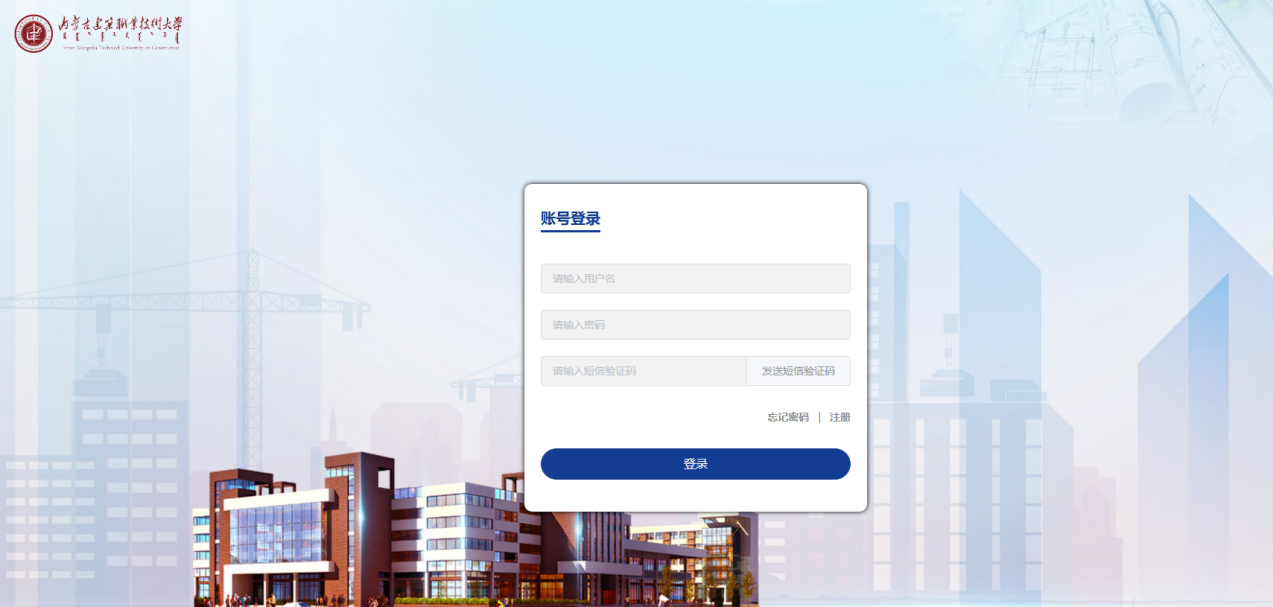 内蒙古建筑职业技术大学
账号登录
请输入用户名
请输入密码
请输入短信验证码 发送短信验证码
忘记密码 | 注册
登录